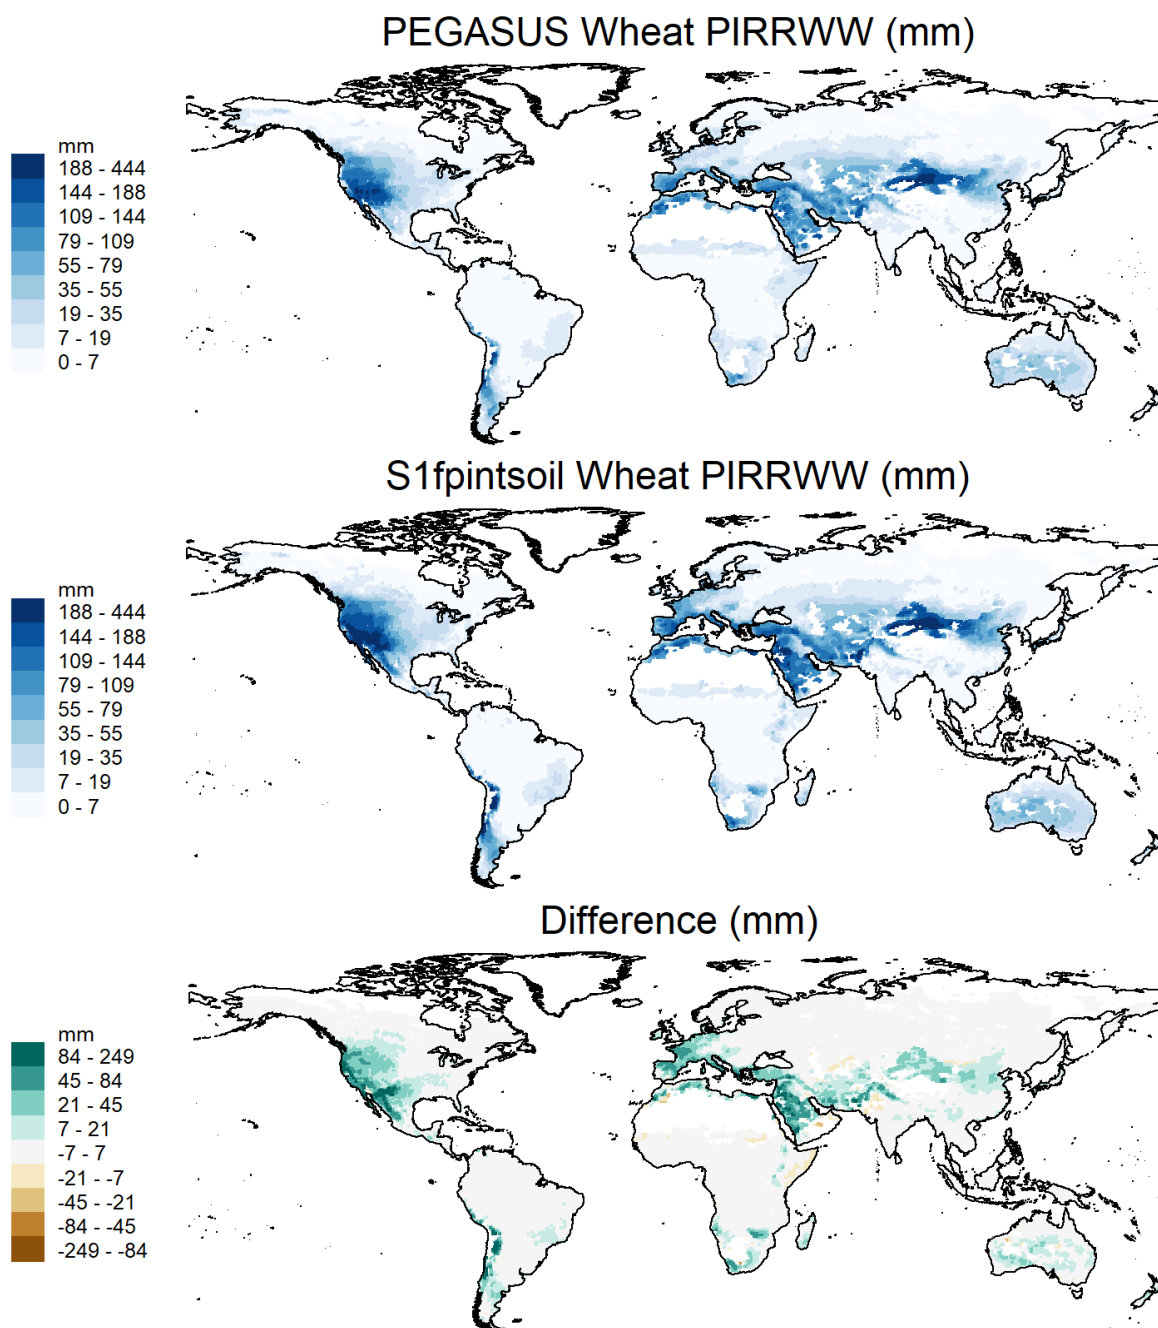 PEGASUS Wheat PIRRWW (mm)
mm
188 - 444
144 - 188
109 - 144
79 - 109
55 - 79
35 - 55
19 - 35
7 - 19
0 - 7
S1fpintsoil Wheat PIRRWW (mm)
mm
188 - 444
144 - 188
109 - 144
79 - 109
55 - 79
35 - 55
19 - 35
7 - 19
0 - 7
Difference (mm)
mm
84 - 249
45 - 84
21 - 45
7 - 21
-7 - 7
-21 - -7
-45 - -21
-84 - -45
-249 - -84